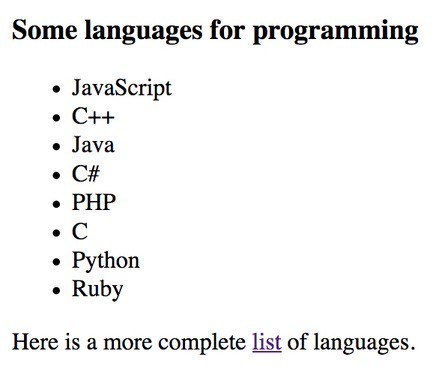 Some languages for programming
JavaScript
C++
Java
C#
PHP
C
Python
Ruby
Here is a more complete list of languages.